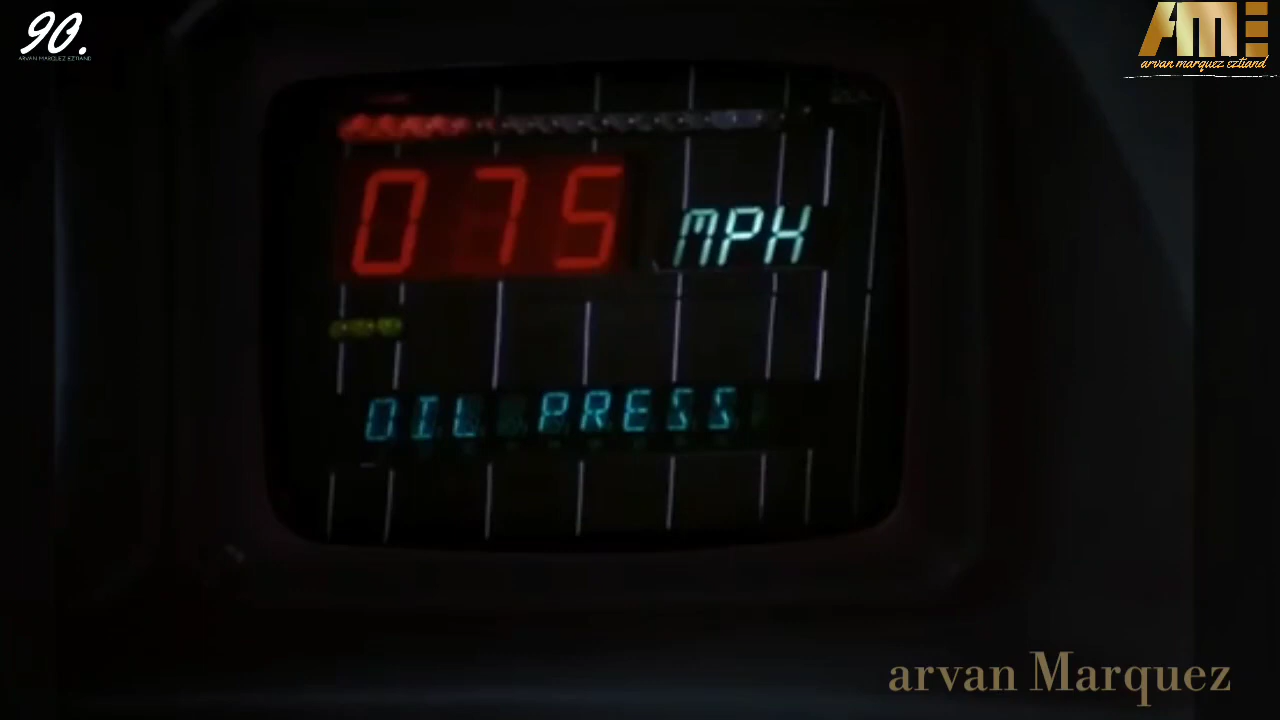 90.
ARVAN MARQUEZ EZTIAND
AME
arvan marquez eztiand
075 MPH
OIL PRESS
arvan Marquez